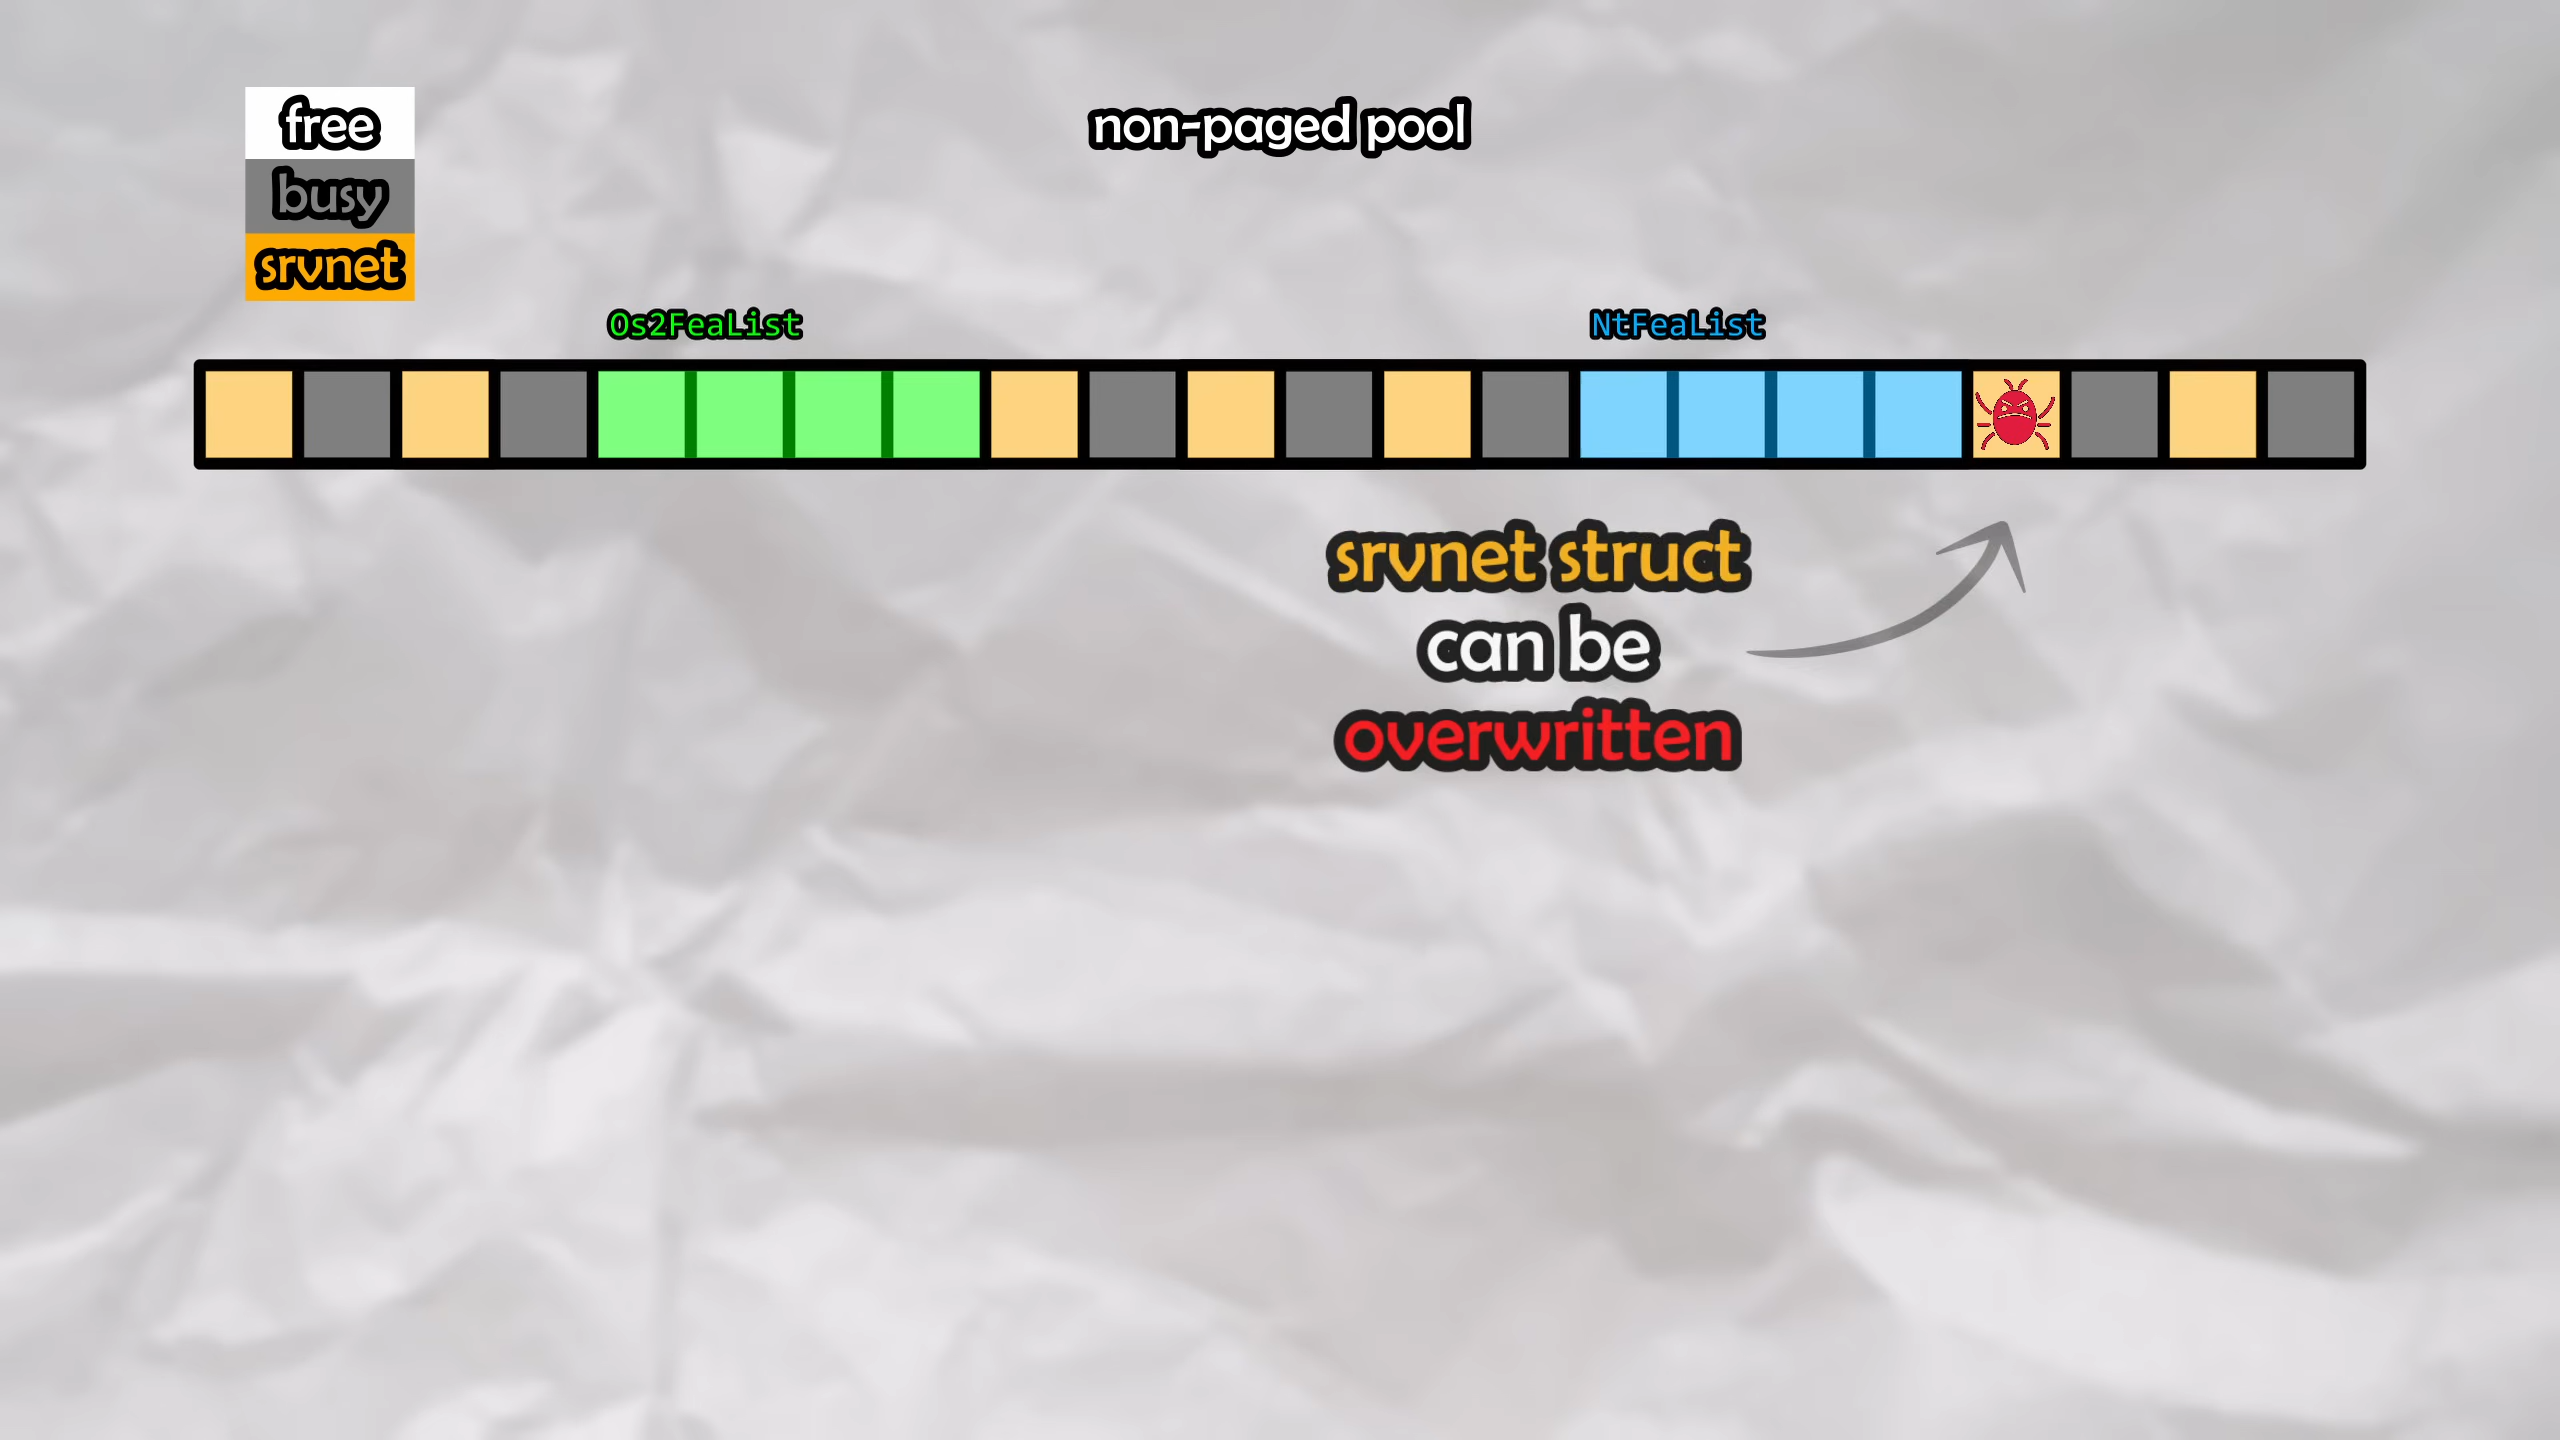 free
non-paged pool
busy
srvnet
Os2FeaList
NtFeaList
srvnet struct
can be
overwritten